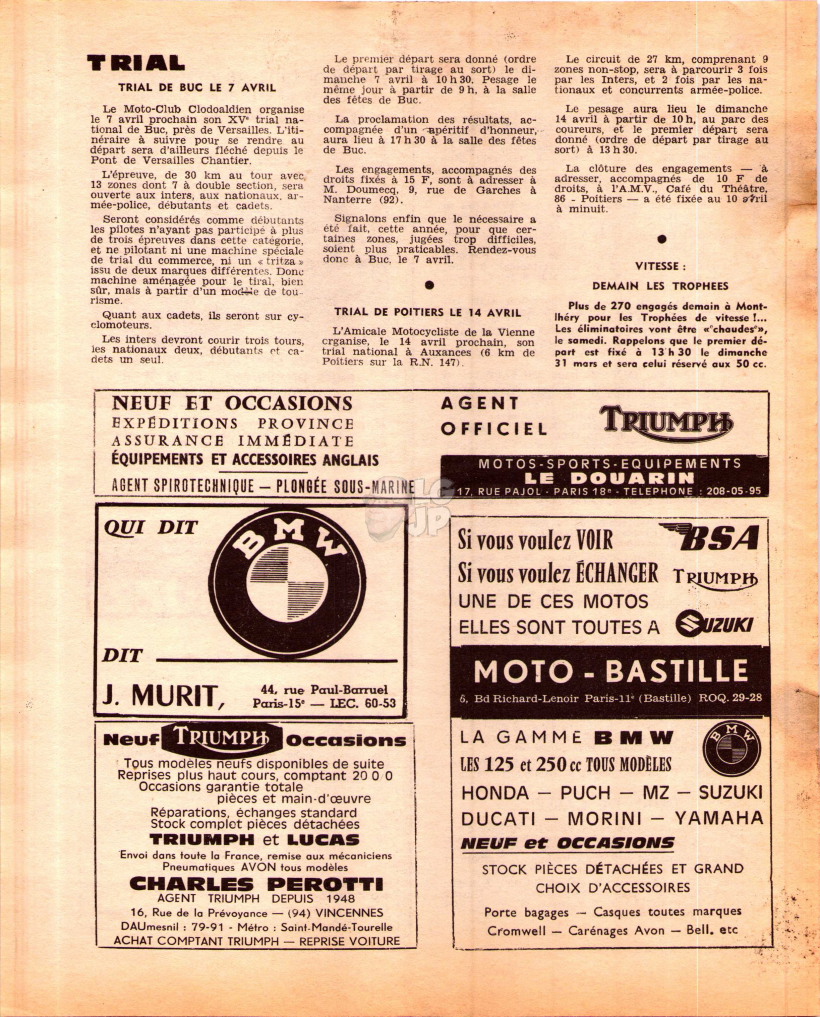 TRIAL
TRIAL DE BUC LE 7 AVRIL
Le Moto-Club Clodoaldien organise
le 7 avril prochain son XVe trial na-
tional de Buc, près de Versailles. L'iti-
néraire à suivre pour se rendre au
départ sera d'ailleurs fléché depuis le
Pont de Versailles Chantier.
L'épreuve, de 30 km au tour avec,
13 zones dont 7 à double section, sera
ouverte aux inters, aux nationaux, ar-
mée-police, débutants et cadets.
Seront considérés comme débutants
les pilotes n'ayant pas participé à plus
de trois épreuves dans cette catégorie,
et ne pilotant ni une machine spéciale
de trial du commerce, ni un « tritza »
issu de deux marques différentes. Donc
machine aménagée pour le tiral, bien
sûr, mais à partir d'un modèle de tou-
risme.
Quant aux cadets, ils seront sur cy-
clomoteurs.
Les inters devront courir trois tours,
les nationaux deux, débutants et ca-
dets un seul.
Le premier départ sera donné (ordre
de départ par tirage au sort) le di-
manche 7 avril à 10 h 30. Pesage le
même jour à partir de 9 h, à la salle
des fêtes de Buc.
La proclamation des résultats, ac-
compagnée d'un apéritif d'honneur,
aura lieu à 17 h 30 à la salle des fêtes
de Buc.
Les engagements, accompagnés des
droits fixés à 15 F, sont à adresser à
M. Doumecq, 9, rue de Garches à
Nanterre (92).
Signalons enfin que le nécessaire a
été fait, cette année, pour que cer-
taines zones, jugées trop difficiles,
soient plus praticables. Rendez-vous
donc à Buc, le 7 avril.
TRIAL DE POITIERS LE 14 AVRIL
L'Amicale Motocycliste de la Vienne
organise, le 14 avril prochain, son
trial national à Auxances (6 km de
Poitiers sur la R.N. 147).
Le circuit de 27 km, comprenant 9
zones non-stop, sera à parcourir 3 fois
par les Inters, et 2 fois par les na-
tionaux et concurrents armée-police.
Le pesage aura lieu le dimanche
14 avril à partir de 10 h, au parc des
coureurs, et le premier départ sera
donné (ordre de départ par tirage au
sort) à 13 h 30.
La clôture des engagements — à
adresser, accompagnés de 10 F de
droits, à l'A.M.V., Café du Théâtre,
86 - Poitiers — a été fixée au 10 avril
à minuit.
VITESSE :
DEMAIN LES TROPHEES
Plus de 270 engagés demain à Mont-
lhéry pour les Trophées de vitesse !...
Les éliminatoires vont être «"chaudes"»,
le samedi. Rappelons que le premier dé-
part est fixé à 13 h 30 le dimanche
31 mars et sera celui réservé aux 50 cc.
NEUF ET OCCASIONS
EXPÉDITIONS PROVINCE
ASSURANCE IMMÉDIATE
ÉQUIPEMENTS ET ACCESSOIRES ANGLAIS
AGENT SPIROTECHNIQUE — PLONGÉE SOUS-MARINE
AGENT
OFFICIEL
TRIUMPH
MOTOS-SPORTS-EQUIPEMENTS
LE DOUARIN
17, RUE PAJOL - PARIS 18e - TELEPHONE : 208-05-95
QUI DIT
BMW
DIT
J. MURIT,
44, rue Paul-Barruel
Paris-15e — LEC. 60-53
Neuf TRIUMPH Occasions
Tous modèles neufs disponibles de suite
Reprises plus haut cours, comptant 20 0 0
Occasions garantie totale
pièces et main-d'œuvre
Réparations, échanges standard
Stock complet pièces détachées
TRIUMPH et LUCAS
Envoi dans toute la France, remise aux mécaniciens
Pneumatiques AVON tous modèles
CHARLES PEROTTI
AGENT TRIUMPH DEPUIS 1948
16, Rue de la Prévoyance — (94) VINCENNES
DAUmesnil : 79-91 - Métro : Saint-Mandé-Tourelle
ACHAT COMPTANT TRIUMPH — REPRISE VOITURE
Si vous voulez VOIR BSA
Si vous voulez ÉCHANGER TRIUMPH
UNE DE CES MOTOS
ELLES SONT TOUTES A SUZUKI
MOTO - BASTILLE
6, Bd Richard-Lenoir Paris-11e (Bastille) ROQ. 29-28
LA GAMME BMW
BMW
LES 125 et 250 cc TOUS MODÈLES
HONDA — PUCH — MZ — SUZUKI
DUCATI — MORINI — YAMAHA
NEUF et OCCASIONS
STOCK PIÈCES DÉTACHÉES ET GRAND
CHOIX D'ACCESSOIRES
Porte bagages — Casques toutes marques
Cromwell — Carénages Avon — Bell. etc